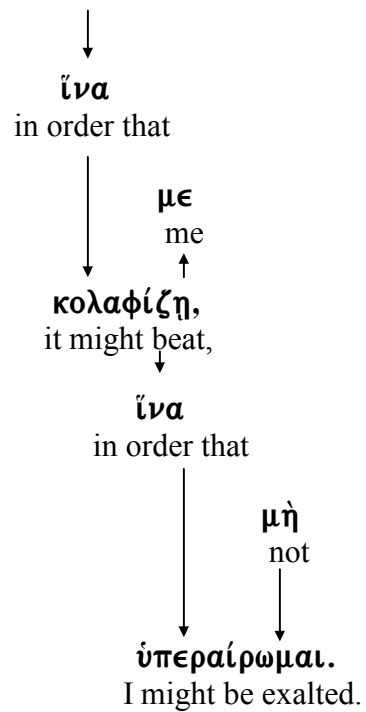 ἵνα
in order that
με
me
κολαφίζῃ,
it might beat,
ἵνα
in order that
μὴ
not
ὑπεραίρωμαι.
I might be exalted.